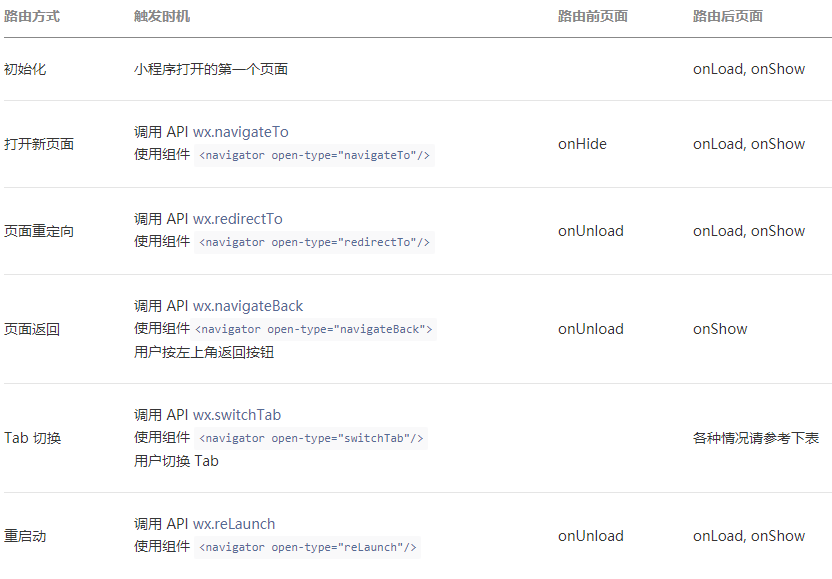 路由方式 触发时机 路由前页面 路由后页面
初始化 小程序打开的第一个页面 onLoad, onShow
打开新页面 调用 API wx.navigateTo
使用组件 <navigator open-type="navigateTo"/> onHide onLoad, onShow
页面重定向 调用 API wx.redirectTo
使用组件 <navigator open-type="redirectTo"/> onUnload onLoad, onShow
页面返回 调用 API wx.navigateBack
使用组件<navigator open-type="navigateBack">
用户按左上角返回按钮 onUnload onShow
Tab 切换 调用 API wx.switchTab
使用组件 <navigator open-type="switchTab"/>
用户切换 Tab 各种情况请参考下表
重启动 调用 API wx.reLaunch
使用组件 <navigator open-type="reLaunch"/> onUnload onLoad, onShow